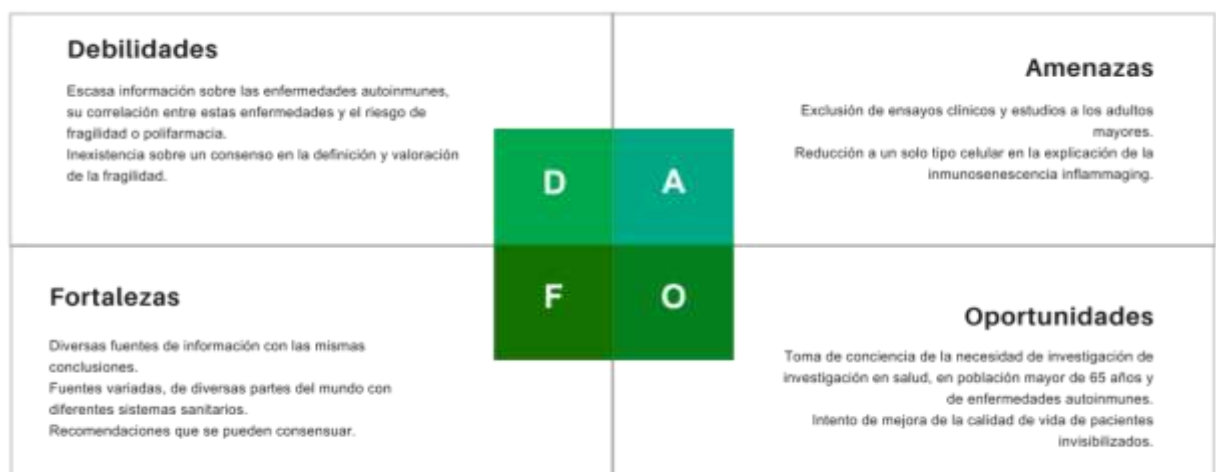 Debilidades
Escasa información sobre las enfermedades autoinmunes,
su correlación entre estas enfermedades y el riesgo de
fragilidad o polifarmacia.
Inexistencia sobre un consenso en la definición y valoración
de la fragilidad.
Amenazas
Exclusión de ensayos clínicos y estudios a los adultos
mayores.
Reducción a un solo tipo celular en la explicación de la
inmunosenescencia inflammaging.
D
A
F
O
Fortalezas
Diversas fuentes de información con las mismas
conclusiones.
Fuentes variadas, de diversas partes del mundo con
diferentes sistemas sanitarios.
Recomendaciones que se pueden consensuar.
Oportunidades
Toma de conciencia de la necesidad de investigación de
investigación en salud, en población mayor de 65 años y
de enfermedades autoinmunes.
Intento de mejora de la calidad de vida de pacientes
invisibilizados.